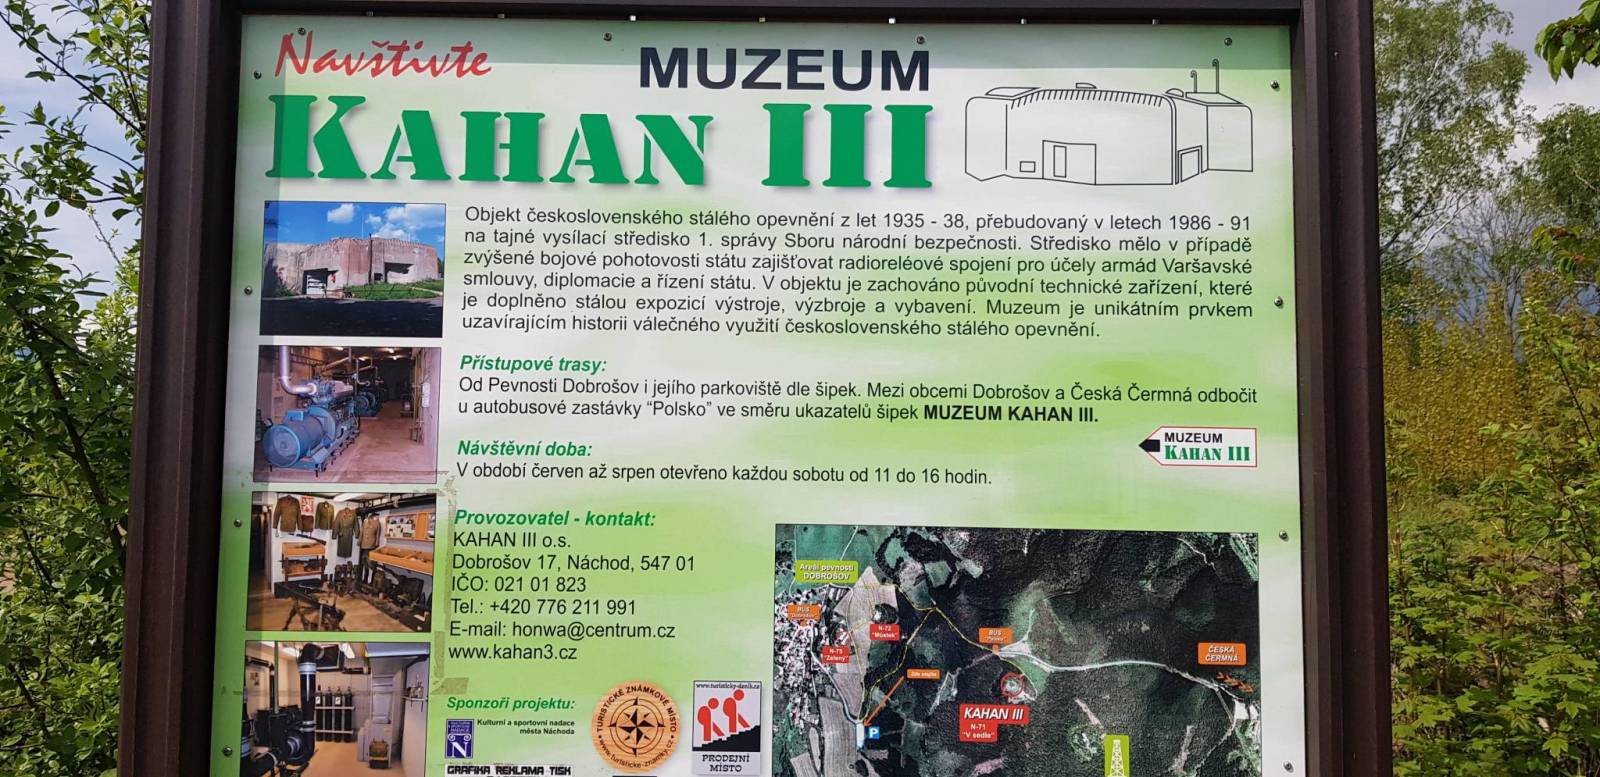 Navštivte
MUZEUM
KAHAN III
Objekt československého stálého opevnění z let 1935 - 38, přebudovaný v letech 1986 - 91
na tajné vysílací středisko 1. správy Sboru národní bezpečnosti. Středisko mělo v případě
zvýšené bojové pohotovosti státu zajišťovat radioreléové spojení pro účely armád Varšavské
smlouvy, diplomacie a řízení státu. V objektu je zachováno původní technické zařízení, které
je doplněno stálou expozicí výstroje, výzbroje a vybavení. Muzeum je unikátním prvkem
uzavírajícím historii válečného využití československého stálého opevnění.
Přístupové trasy:
Od Pevnosti Dobrošov i jejího parkoviště dle šipek. Mezi obcemi Dobrošov a Česká Čermná odbočit
u autobusové zastávky “Polsko” ve směru ukazatelů šipek MUZEUM KAHAN III.
MUZEUM
KAHAN III
Návštěvní doba:
V období červen až srpen otevřeno každou sobotu od 11 do 16 hodin.
Provozovatel - kontakt:
KAHAN III o.s.
Dobrošov 17, Náchod, 547 01
IČO: 021 01 823
Tel.: +420 776 211 991
E-mail: honwa@centrum.cz
www.kahan3.cz
Areál pevnosti
DOBROŠOV
BUS
"Dobrošov"
N-72
"Můstek"
N-75
"Zelený"
BUS
"Polsko"
ČESKÁ
ČERMNÁ
Zde stojíte
KAHAN III
N-71
"V sedle"
P
Sponzoři projektu:
Kulturní a sportovní nadace
města Náchoda
N
TURISTICKÉ ZNÁMKOVÉ MÍSTO
www.turisticke-znamky.cz
www.turisticky-denik.cz
PRODEJNÍ
MÍSTO
GRAFIKA REKLAMA TISK